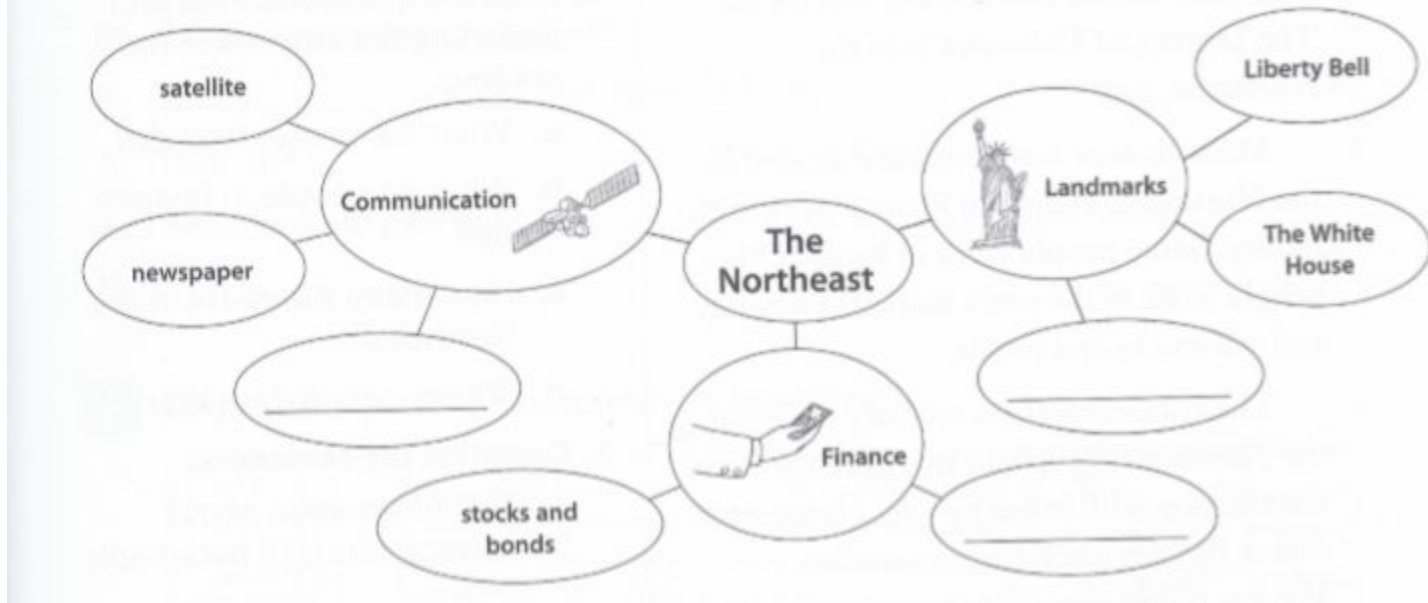 satellite
Communication
newspaper
The
Northeast
Landmarks
Liberty Bell
The White
House
Finance
stocks and
bonds